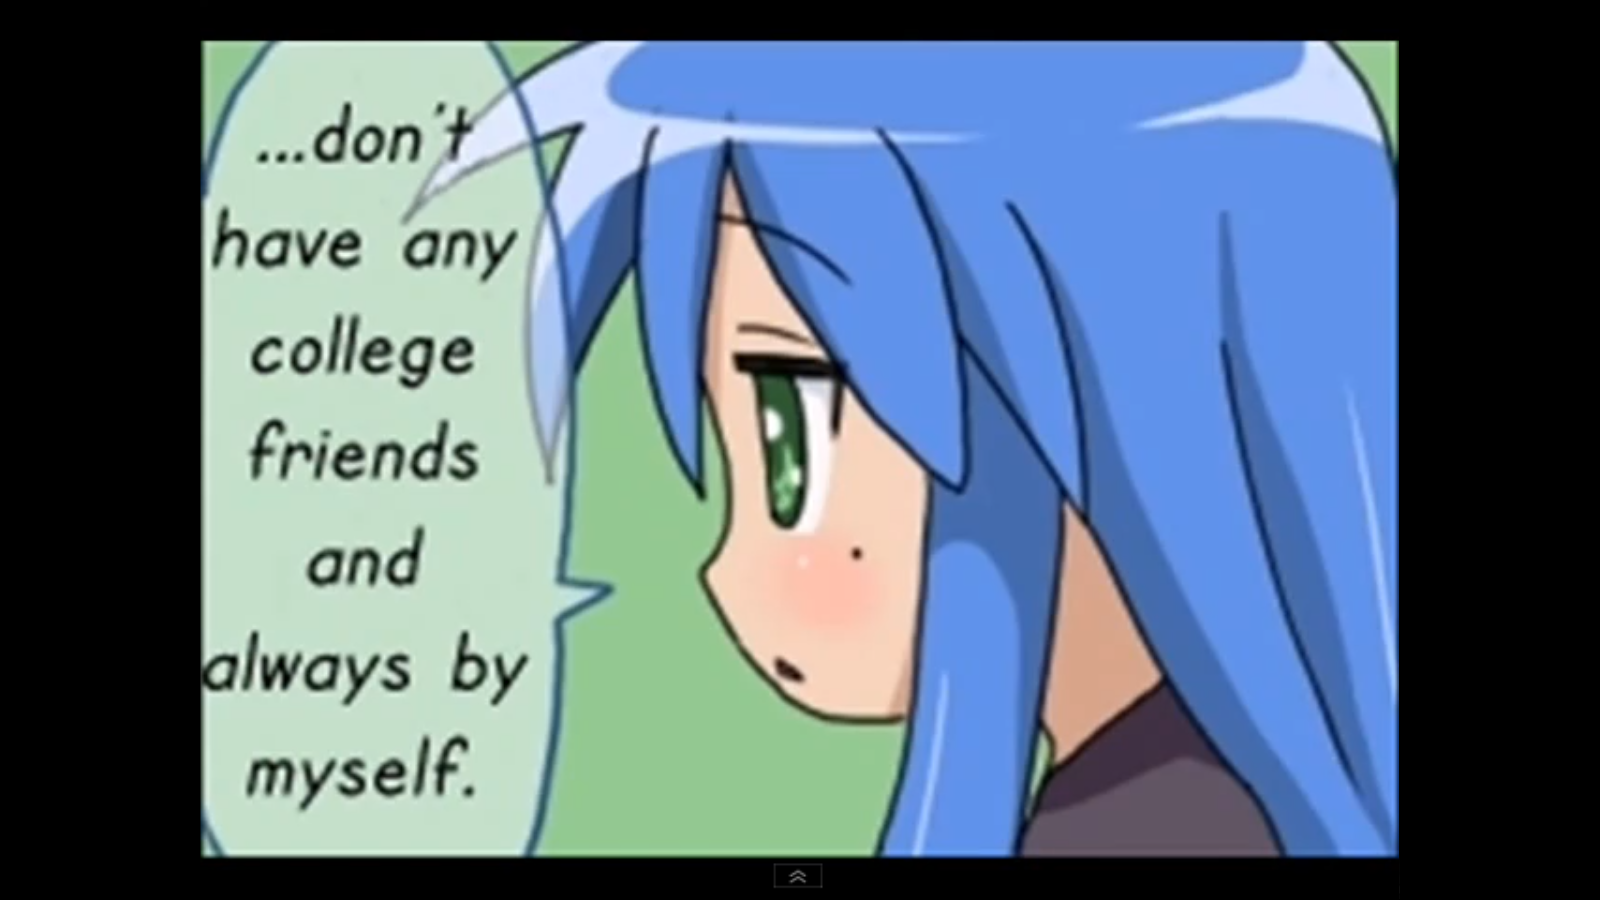 ...don't
have any
college
friends
and
always by
myself.